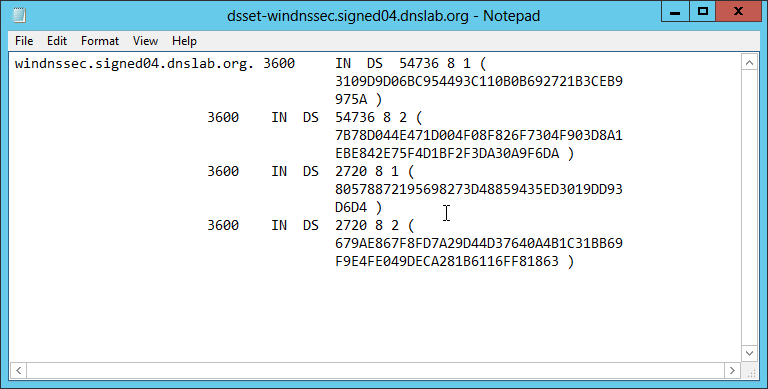 dsset-windnssec.signed04.dnslab.org - Notepad
File Edit Format View Help
windnssec.signed04.dnslab.org. 3600 IN DS 54736 8 1 (
3109D9D06BC954493C110B0B692721B3CEB9
975A )
3600 IN DS 54736 8 2 (
7B78D044E471D004F08F826F7304F903D8A1
EBE842E75F4D1BF2F3DA30A9F6DA )
3600 IN DS 2720 8 1 (
80578872195698273D48859435ED3019DD93
D6D4 )
3600 IN DS 2720 8 2 (
679AE867F8FD7A29D44D37640A4B1C31BB69
F9E4FE049DECA281B6116FF81863 )